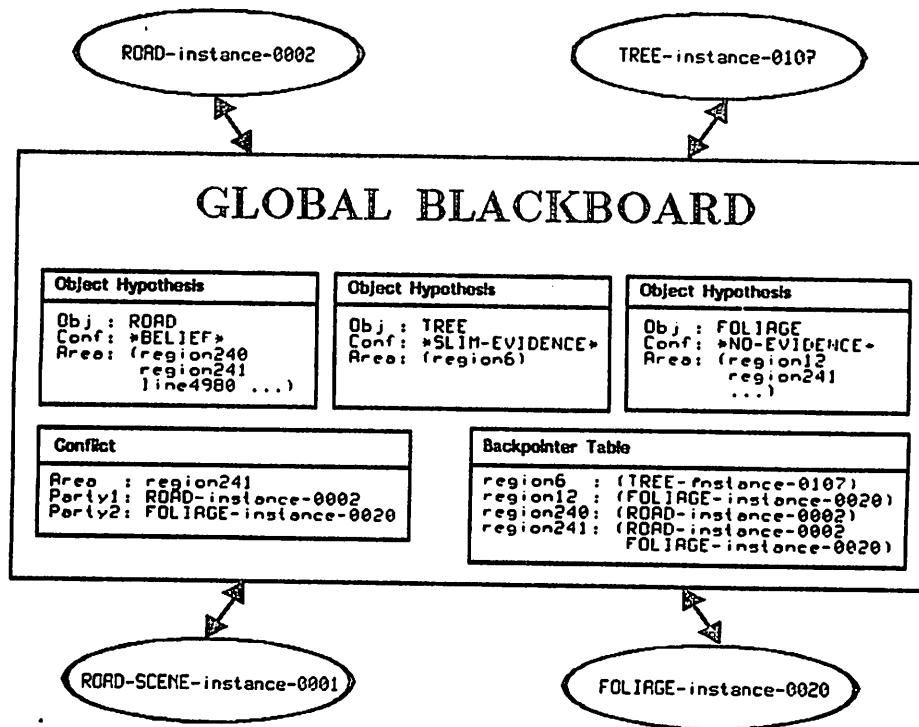 ROAD-instance-0002
TREE-instance-0107
GLOBAL BLACKBOARD
Object Hypothesis
Obj : ROAD
Conf: *BELIEF*
Area: (region240
region241
line4980 ...)
Object Hypothesis
Obj : TREE
Conf: *SLIM-EVIDENCE*
Area: (region6)
Object Hypothesis
Obj : FOLIAGE
Conf: *NO-EVIDENCE*
Area: (region12
region241
...)
Conflict
Area : region241
Party1: ROAD-instance-0002
Party2: FOLIAGE-instance-0020
Backpointer Table
region6 : (TREE-instance-0107)
region12 : (FOLIAGE-instance-0020)
region240: (ROAD-instance-0002)
region241: (ROAD-instance-0002
FOLIAGE-instance-0020)
ROAD-SCENE-instance-0001
FOLIAGE-instance-0020